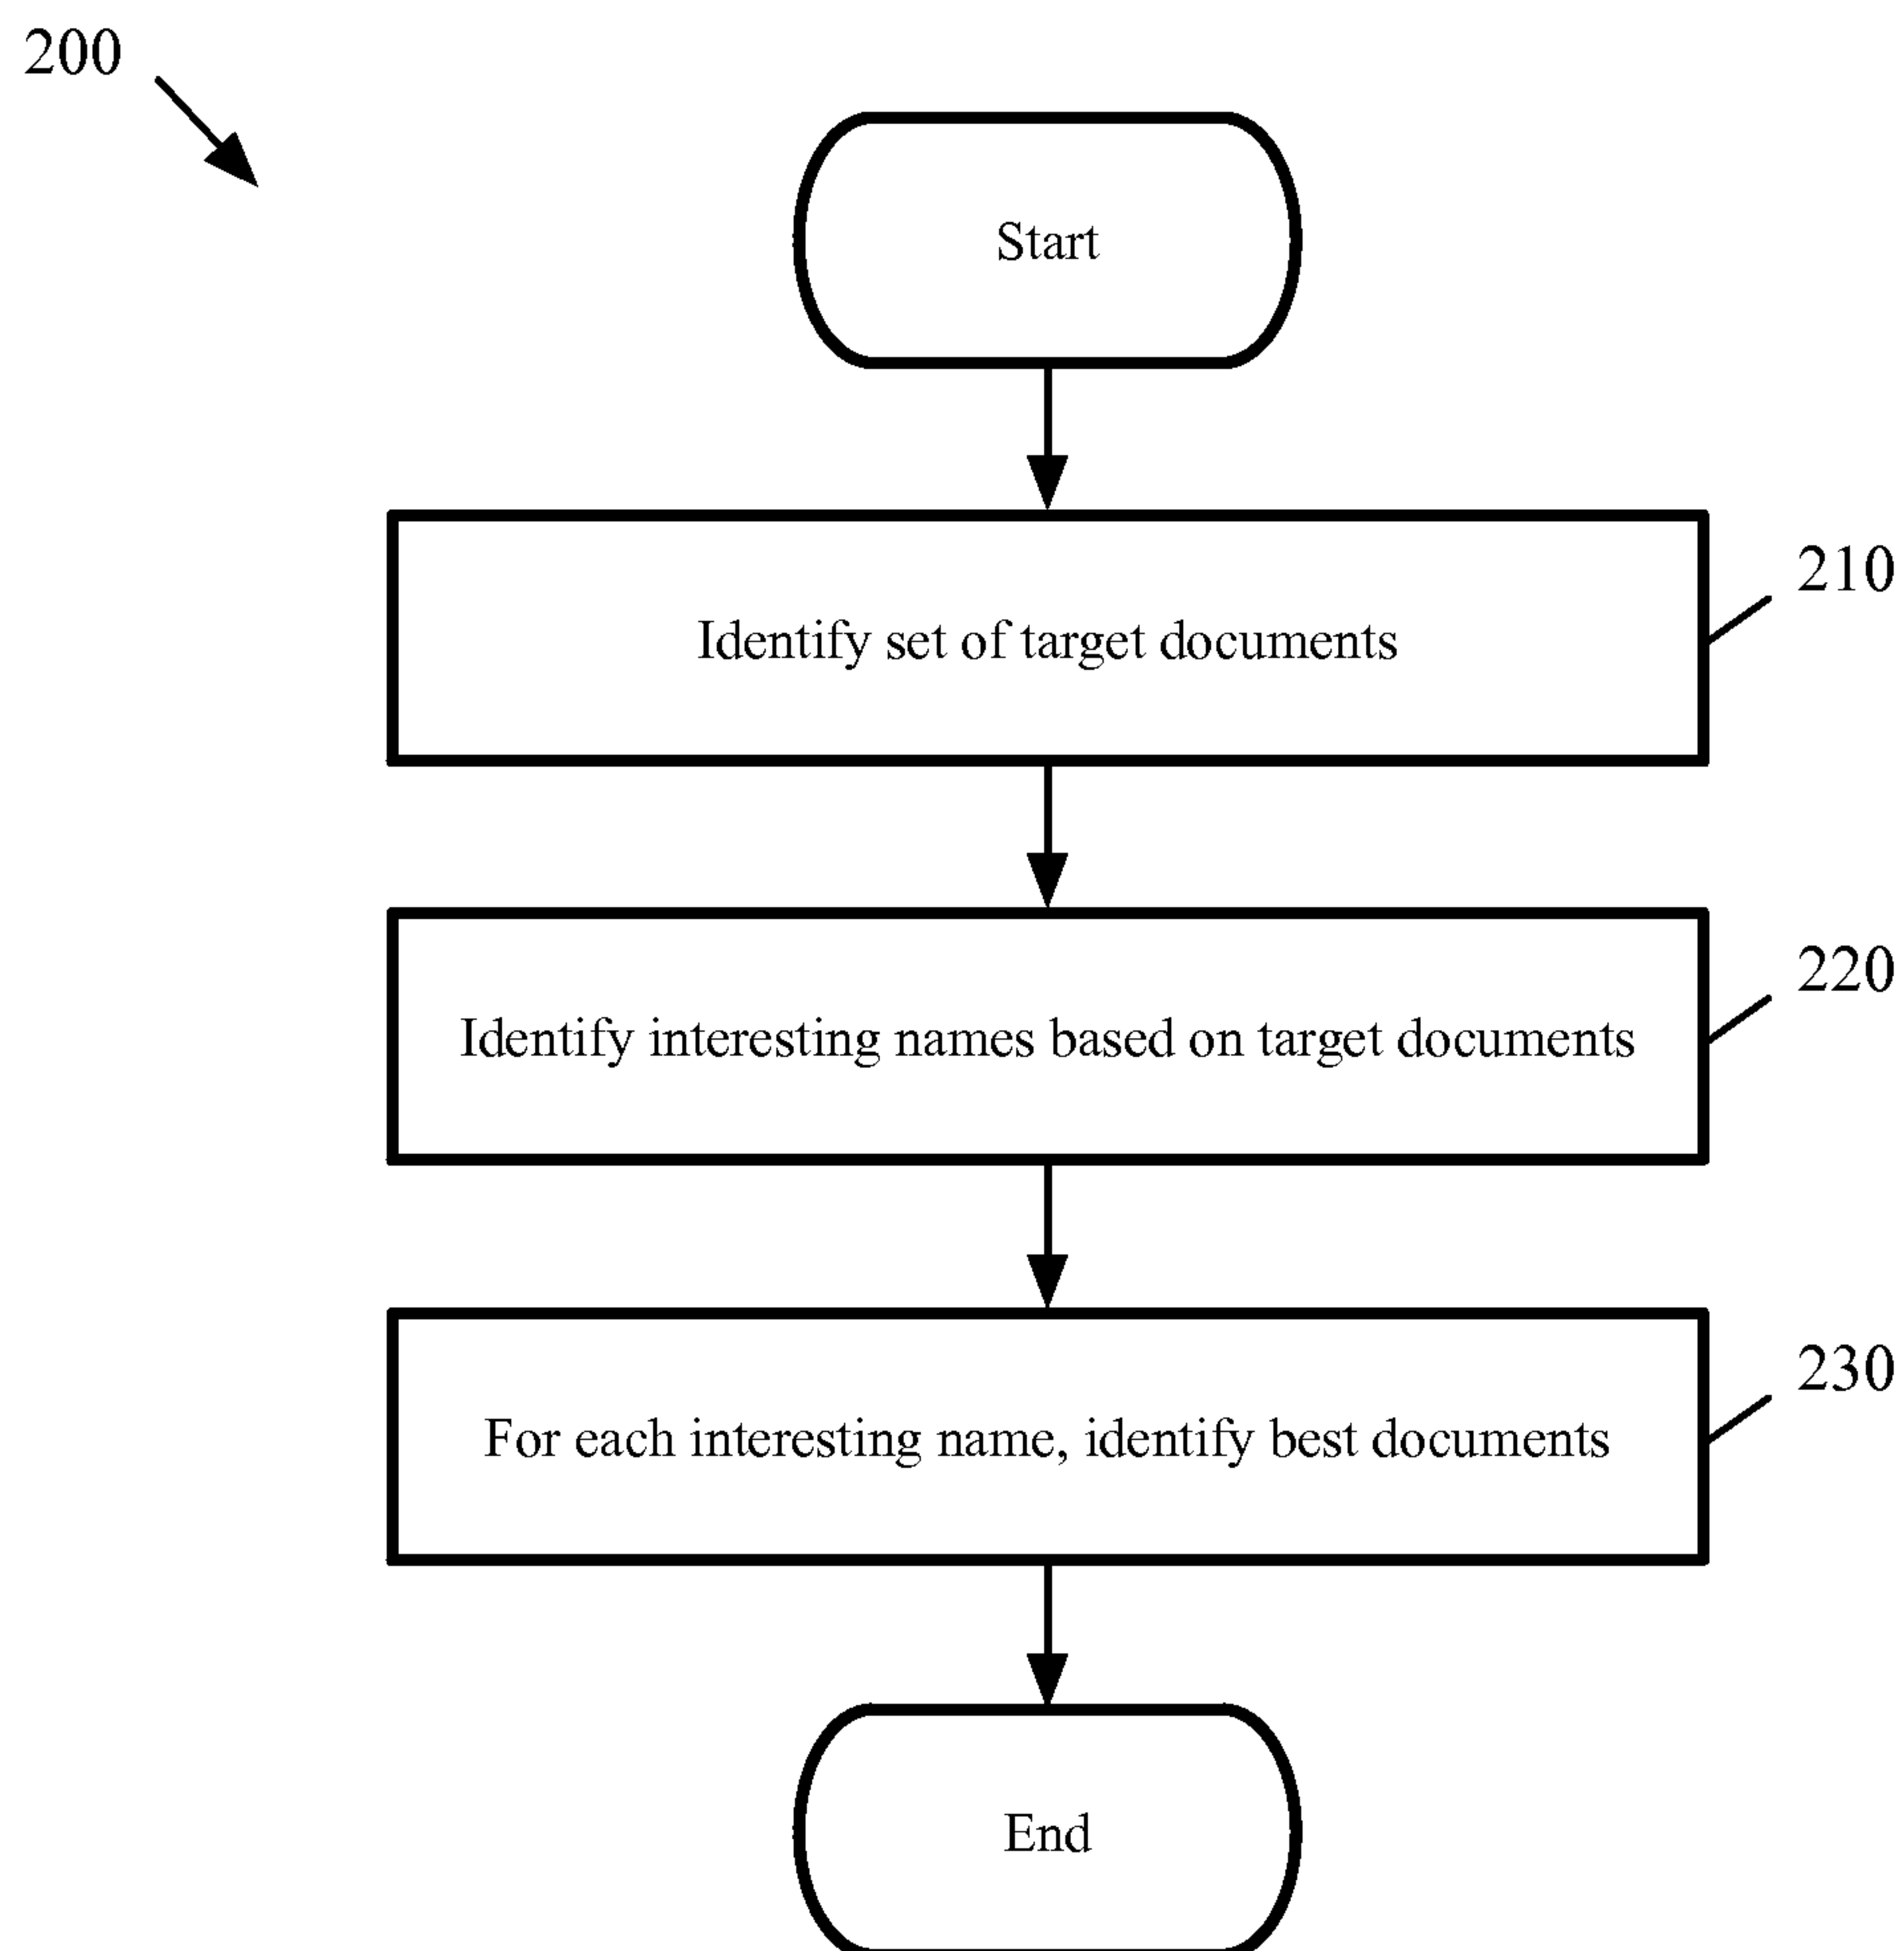 200
Start
Identify set of target documents
210
Identify interesting names based on target documents
220
For each interesting name, identify best documents
230
End